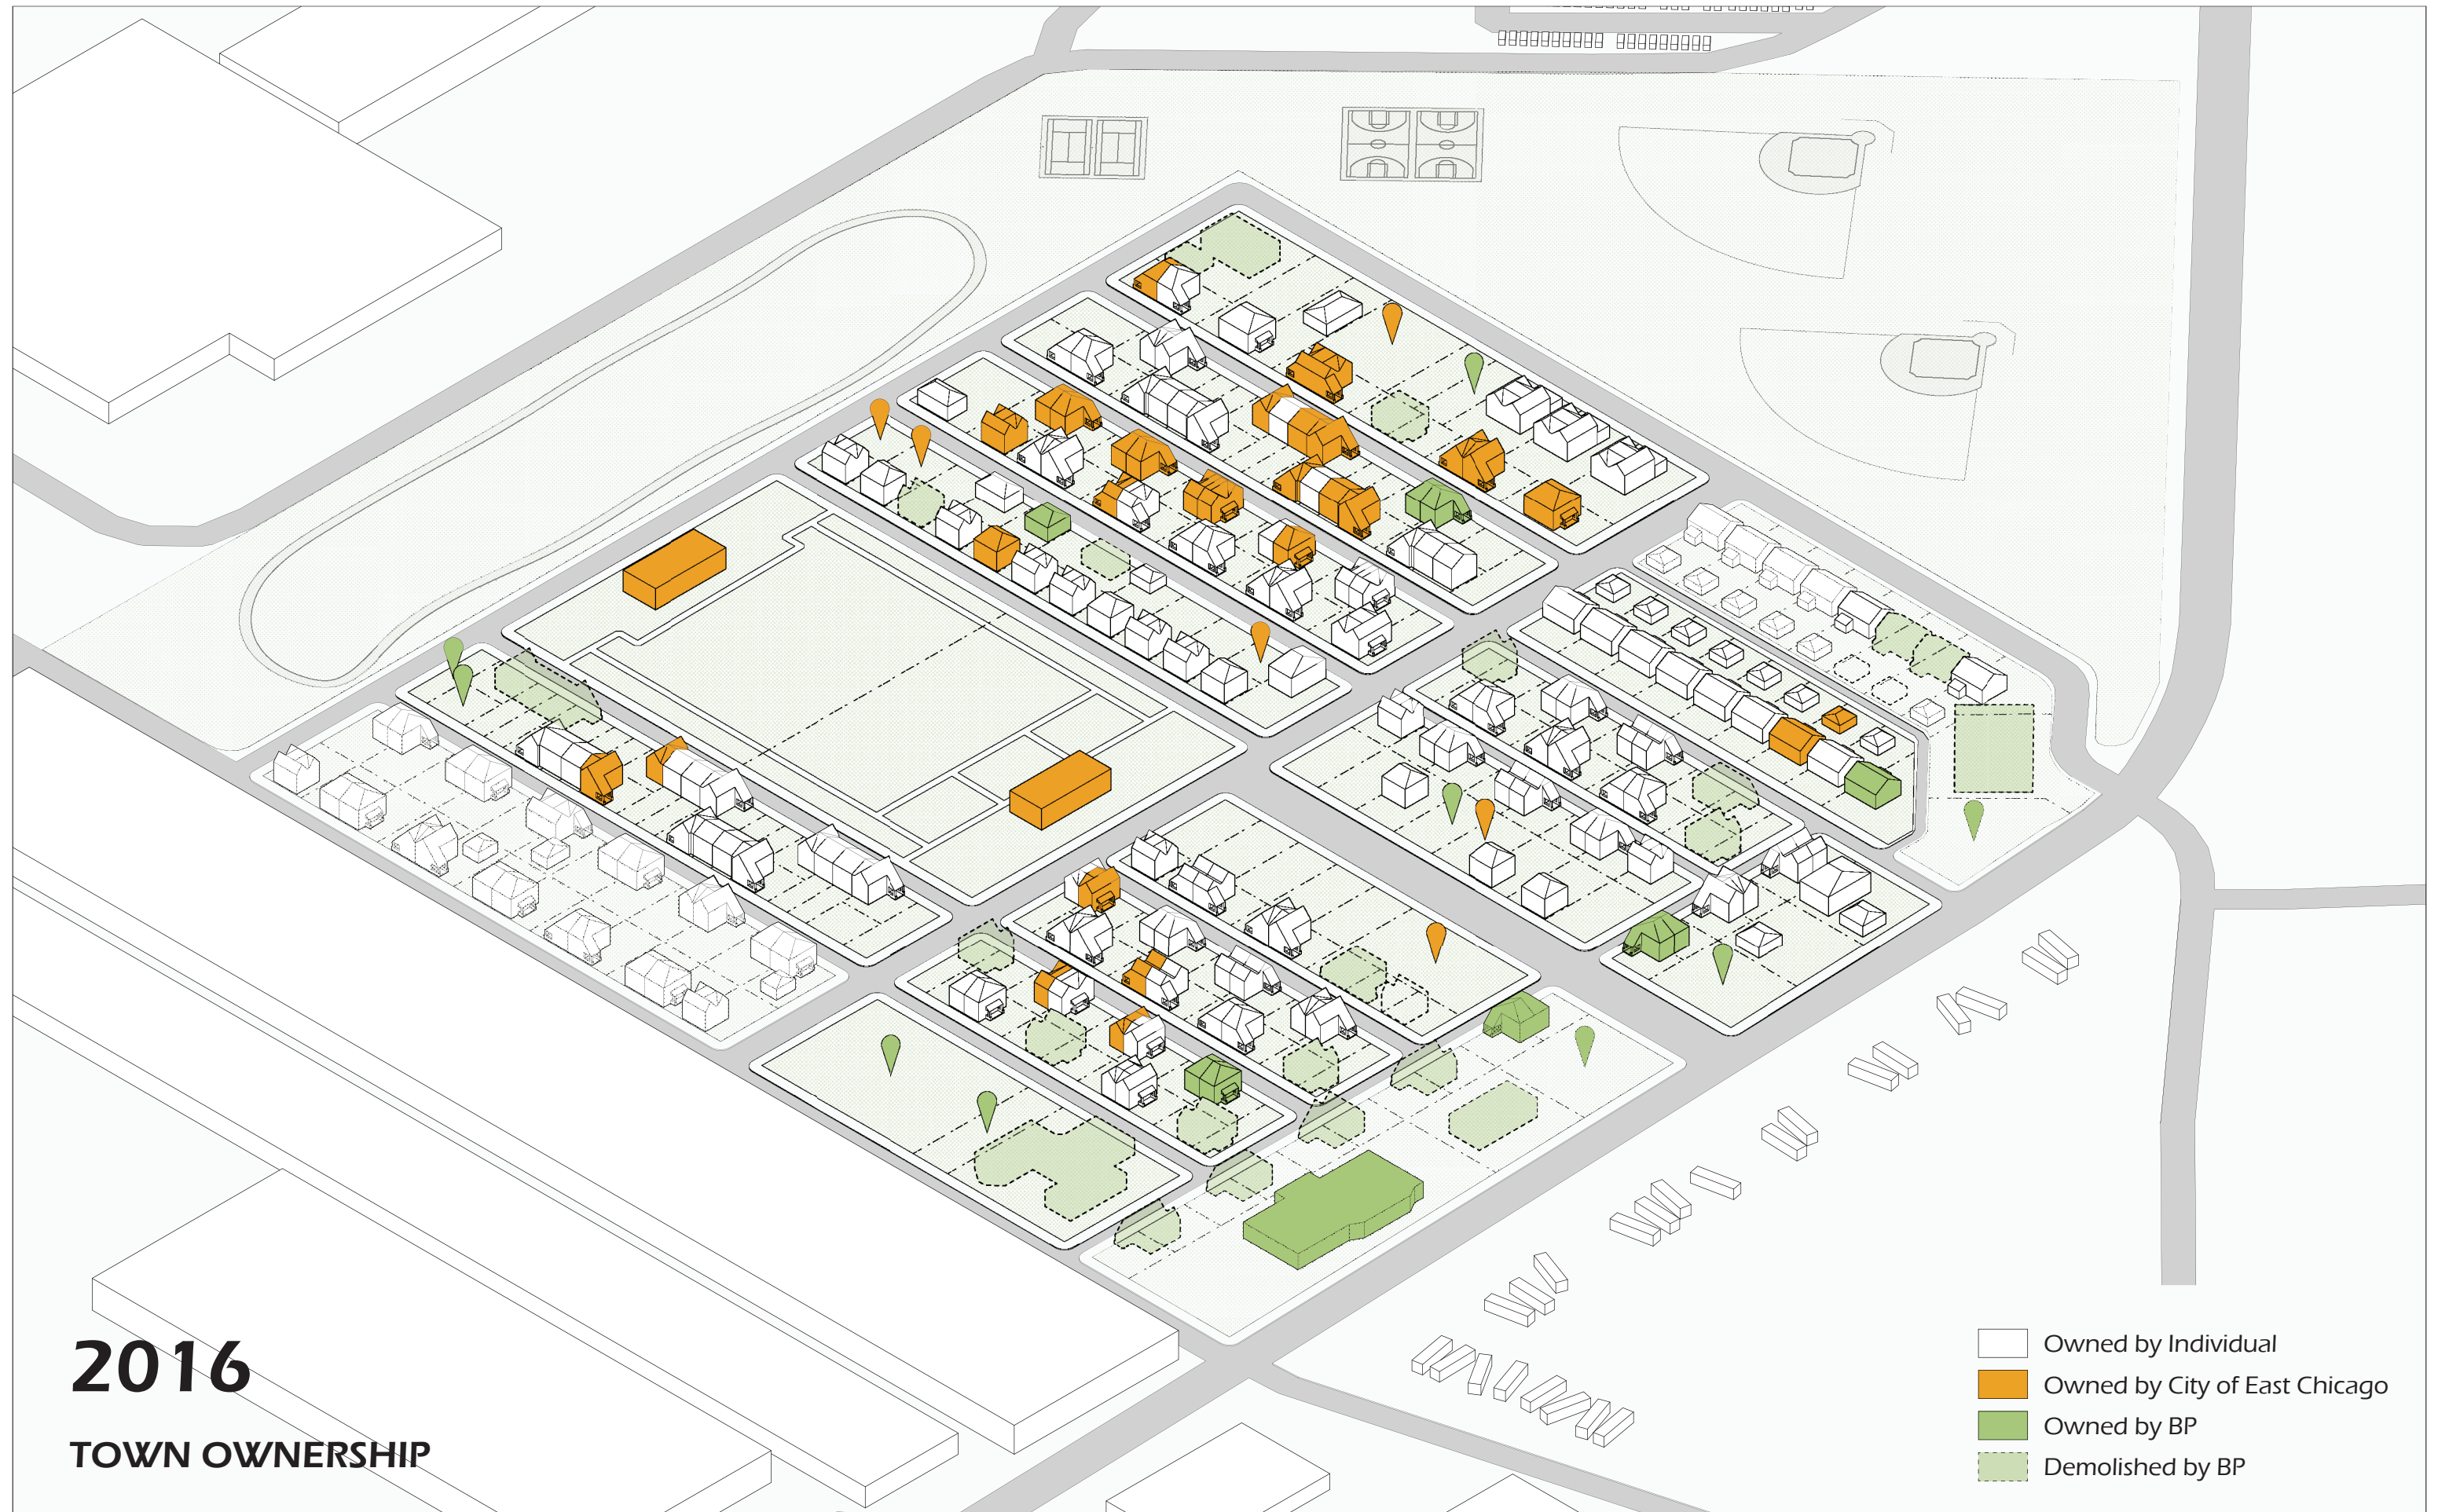 2016
TOWN OWNERSHIP
Owned by Individual
Owned by City of East Chicago
Owned by BP
Demolished by BP